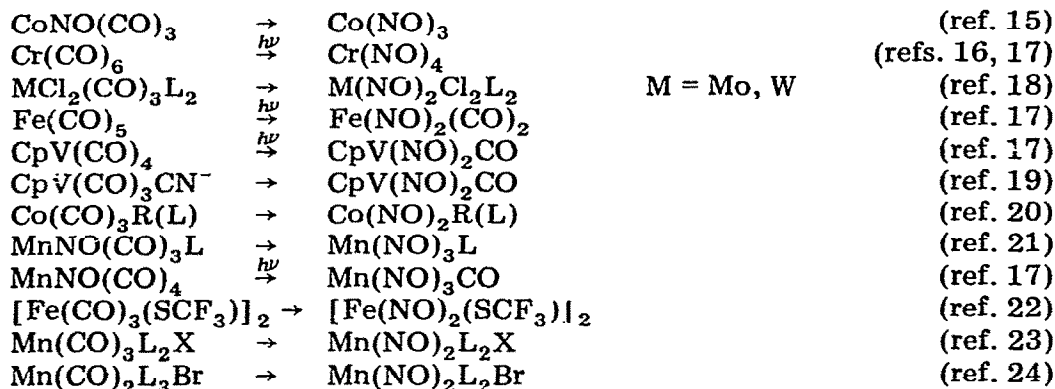 CoNO(CO)₃ → Co(NO)₃ (ref. 15)
Cr(CO)₆ hν→ Cr(NO)₄ (refs. 16, 17)
MCl₂(CO)₃L₂ → M(NO)₂Cl₂L₂ M = Mo, W (ref. 18)
Fe(CO)₅ hν→ Fe(NO)₂(CO)₂ (ref. 17)
CpV(CO)₄ hν→ CpV(NO)₂CO (ref. 17)
CpV(CO)₃CN⁻ → CpV(NO)₂CO (ref. 19)
Co(CO)₃R(L) → Co(NO)₂R(L) (ref. 20)
MnNO(CO)₃L → Mn(NO)₃L (ref. 21)
MnNO(CO)₄ hν→ Mn(NO)₃CO (ref. 17)
[Fe(CO)₃(SCF₃)]₂ → [Fe(NO)₂(SCF₃)]₂ (ref. 22)
Mn(CO)₃L₂X → Mn(NO)₂L₂X (ref. 23)
Mn(CO)₂L₃Br → Mn(NO)₂L₂Br (ref. 24)